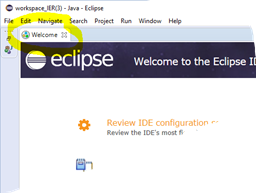 workspace_IER(3) - Java - Eclipse
File Edit Navigate Search Project Run Window Help
Welcome
eclipse Welcome to the Eclipse
Review IDE configuration
Review the IDE's most